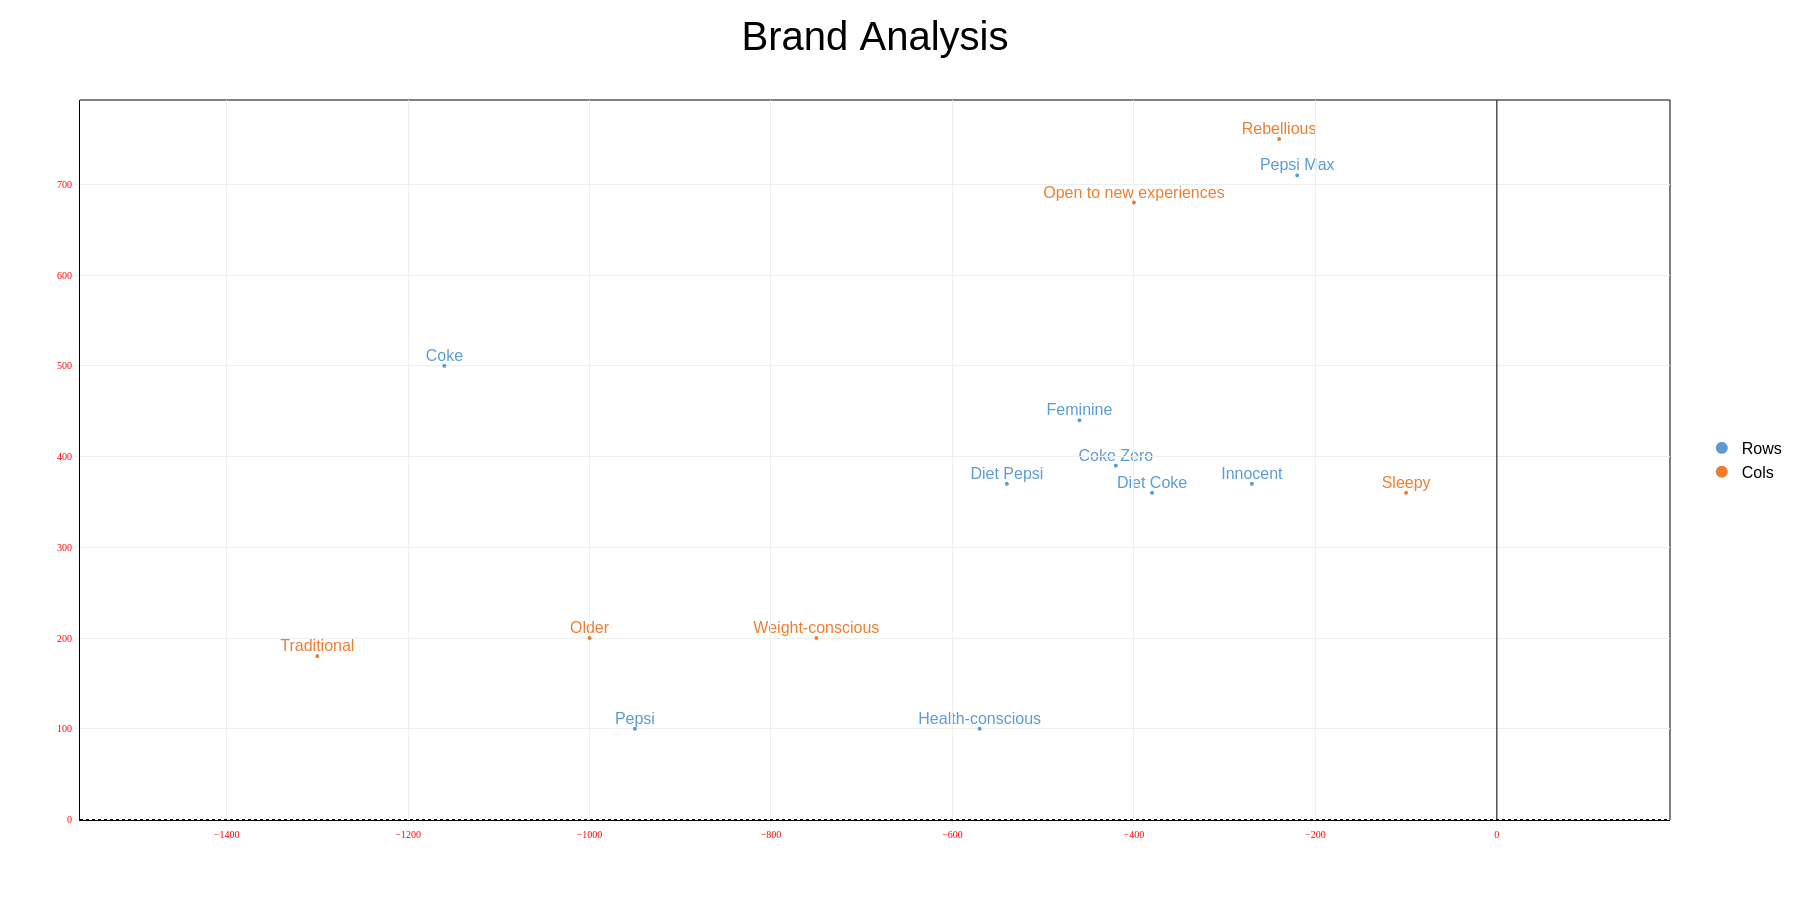 Brand Analysis
Rebellious
Pepsi Max
700
Open to new experiences
600
Coke
500
Feminine
Rows
400
Coke Zero
Cols
Diet Pepsi
Innocent
Diet Coke
Sleepy
300
Older
Weight-conscious
200
Traditional
Pepsi
Health-conscious
100
0
−1400 −1200 −1000 −800 −600 −400 −200 0